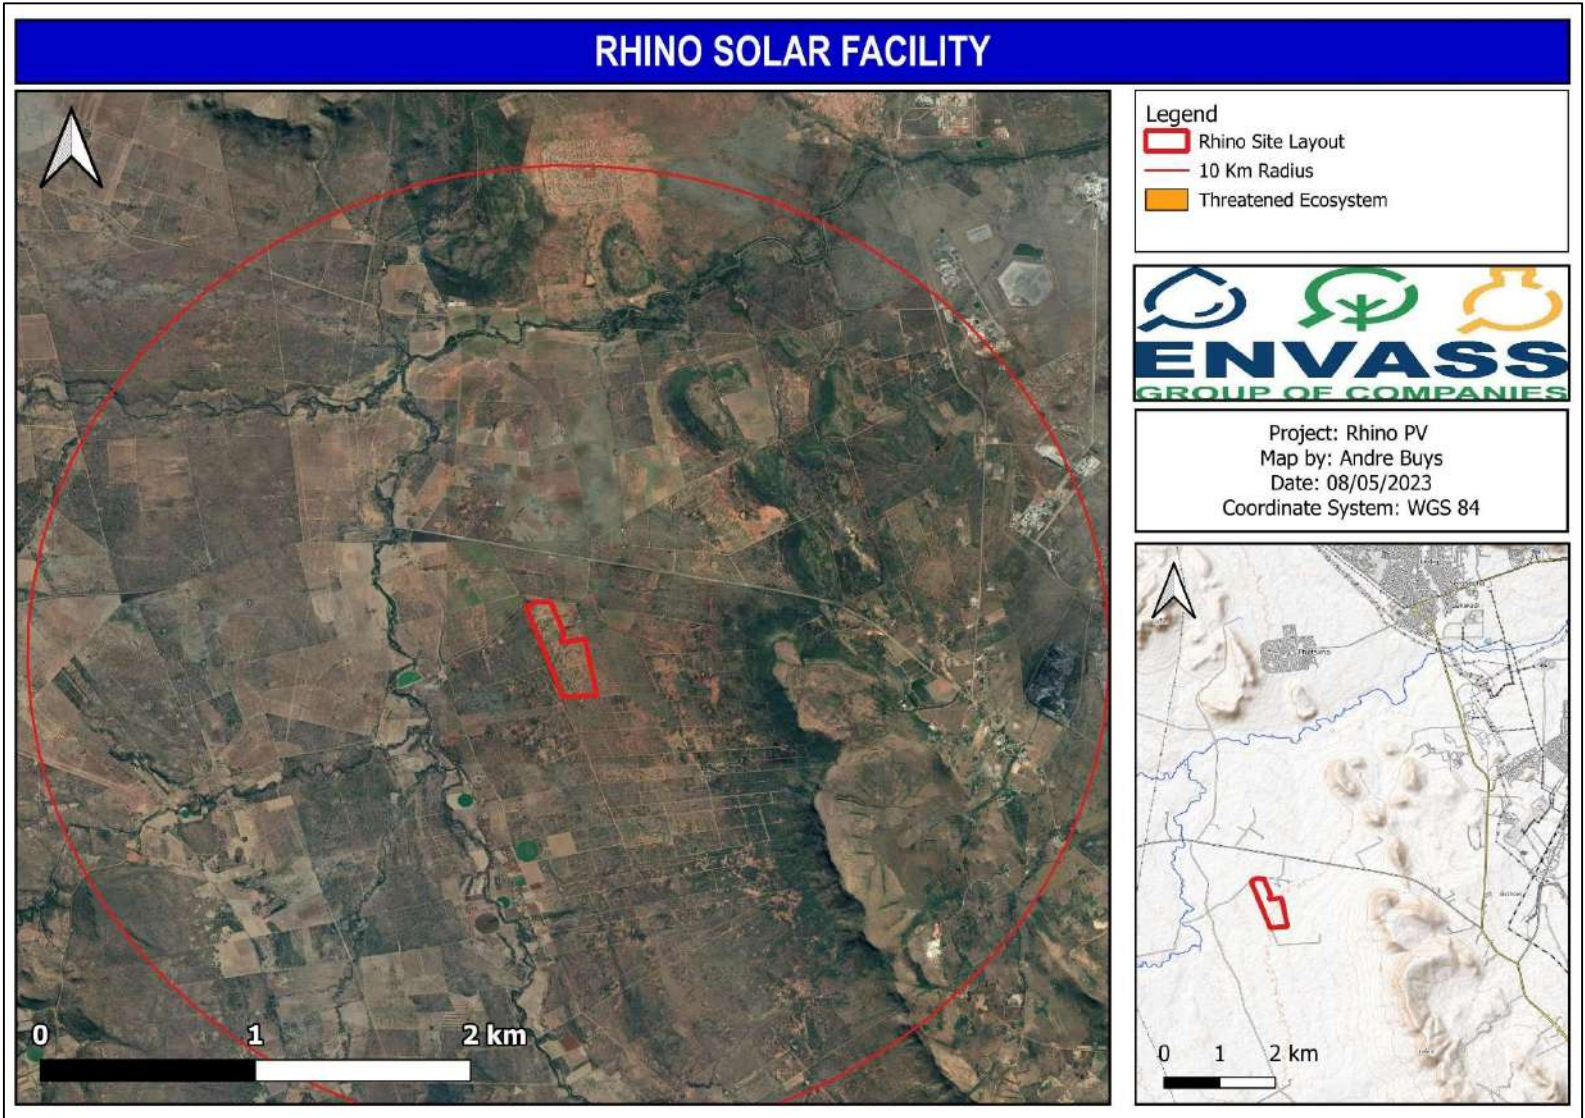 RHINO SOLAR FACILITY
Legend
Rhino Site Layout
10 Km Radius
Threatened Ecosystem
ENVASS
GROUP OF COMPANIES
Project: Rhino PV
Map by: Andre Buys
Date: 08/05/2023
Coordinate System: WGS 84
0 1 2 km
0 1 2 km